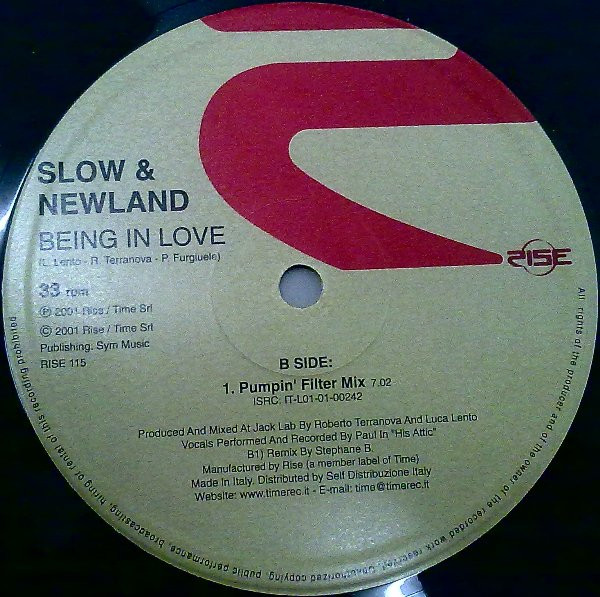 SLOW &
NEWLAND
BEING IN LOVE
(L. Lento - R. Terranova - P. Furgiuele)
33 rpm
℗ 2001 Rise / Time Srl
© 2001 Rise / Time Srl
Publishing: Sym Music
RISE 115
RISE
B SIDE:
1. Pumpin' Filter Mix 7.02
ISRC: IT-L01-01-00242
Produced And Mixed At Jack Lab By Roberto Terranova And Luca Lento
Vocals Performed And Recorded By Paul In "His Attic"
B1) Remix By Stephane B.
Manufactured by Rise (a member label of Time)
Made In Italy. Distributed by Self Distribuzione Italy
Website: www.timerec.it - E-mail: time@timerec.it
All rights of the producer and of the owner of the recorded work reserved. Unauthorized copying, public performance, broadcasting, hiring or rental of this recording prohibited